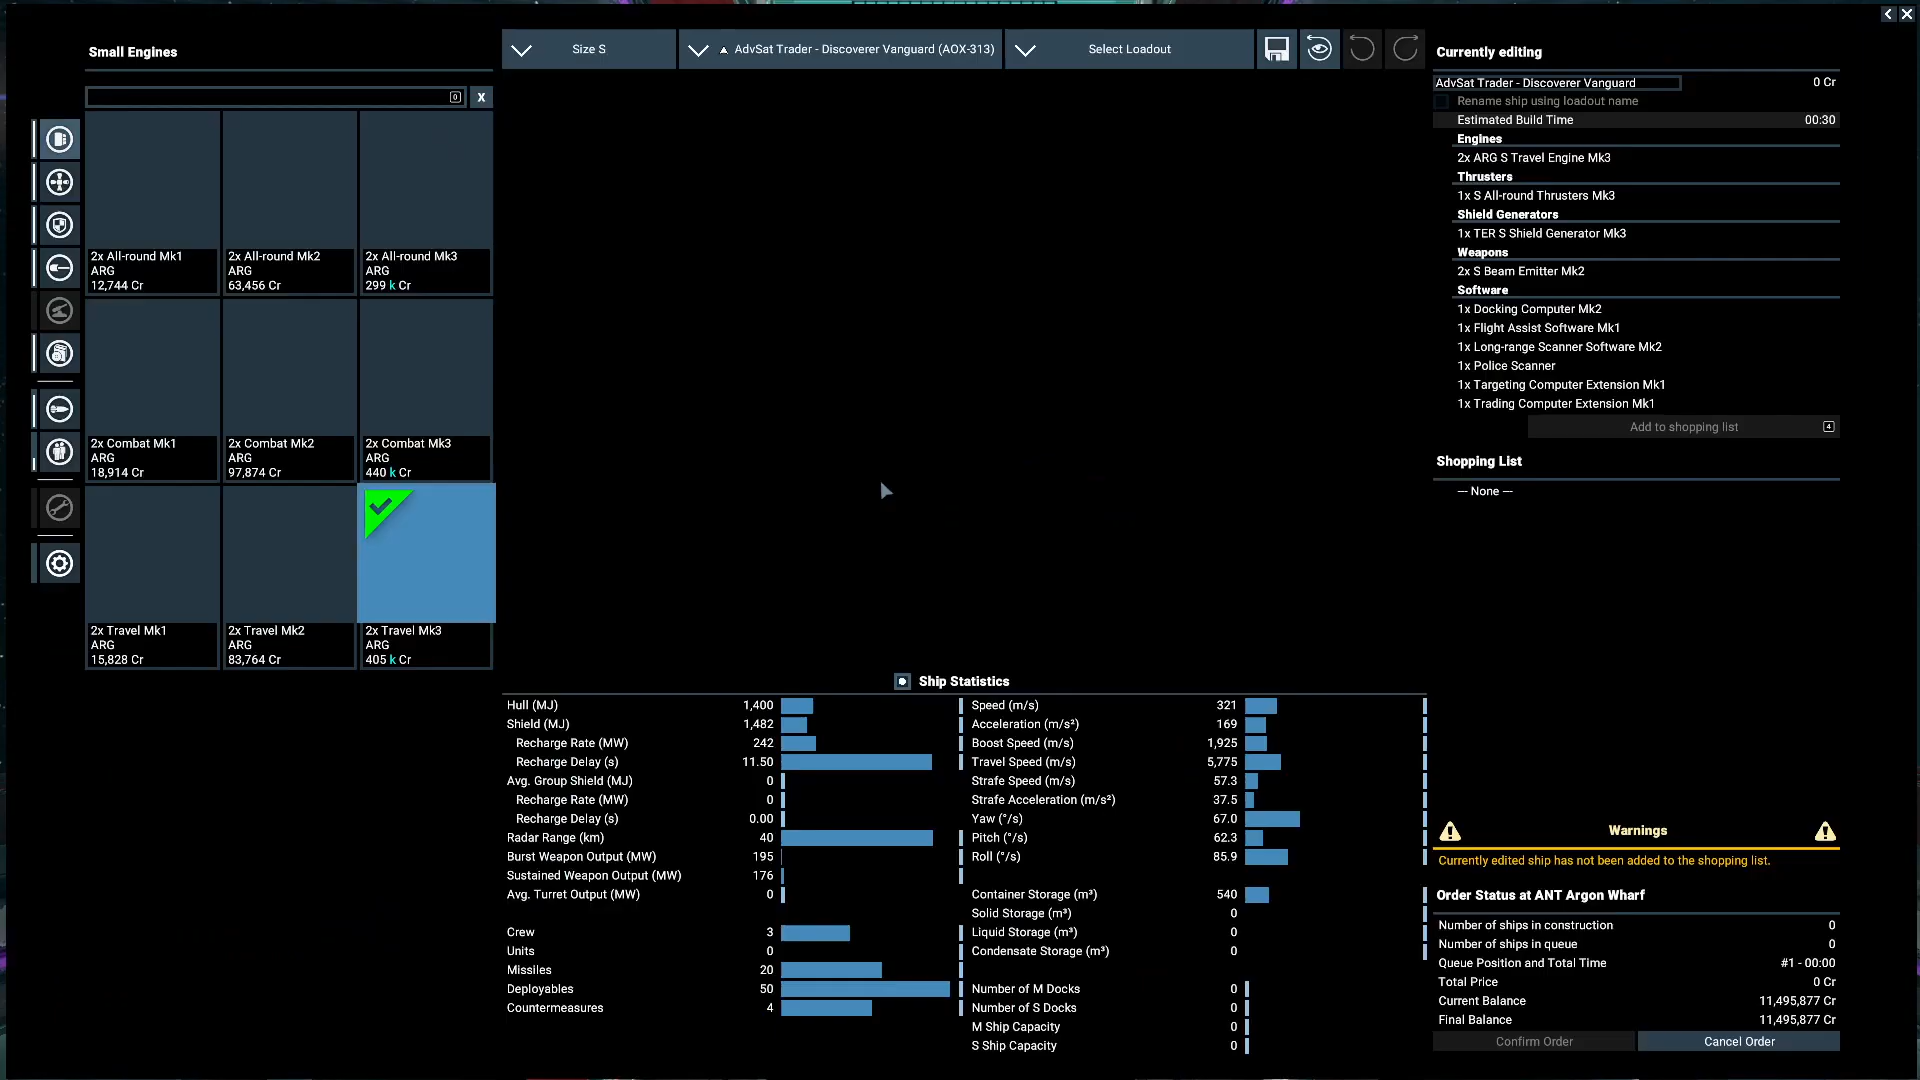 Small Engines
0
X
2x All-round Mk1
ARG
12,744 Cr
2x All-round Mk2
ARG
63,456 Cr
2x All-round Mk3
ARG
299 k Cr
2x Combat Mk1
ARG
18,914 Cr
2x Combat Mk2
ARG
97,874 Cr
2x Combat Mk3
ARG
440 k Cr
2x Travel Mk1
ARG
15,828 Cr
2x Travel Mk2
ARG
83,764 Cr
2x Travel Mk3
ARG
405 k Cr
Size S
AdvSat Trader - Discoverer Vanguard (AOX-313)
Select Loadout
Ship Statistics
Hull (MJ) 1,400
Shield (MJ) 1,482
Recharge Rate (MW) 242
Recharge Delay (s) 11.50
Avg. Group Shield (MJ) 0
Recharge Rate (MW) 0
Recharge Delay (s) 0.00
Radar Range (km) 40
Burst Weapon Output (MW) 195
Sustained Weapon Output (MW) 176
Avg. Turret Output (MW) 0
Crew 3
Units 0
Missiles 20
Deployables 50
Countermeasures 4
Speed (m/s) 321
Acceleration (m/s²) 169
Boost Speed (m/s) 1,925
Travel Speed (m/s) 5,775
Strafe Speed (m/s) 57.3
Strafe Acceleration (m/s²) 37.5
Yaw (°/s) 67.0
Pitch (°/s) 62.3
Roll (°/s) 85.9
Container Storage (m³) 540
Solid Storage (m³) 0
Liquid Storage (m³) 0
Condensate Storage (m³) 0
Number of M Docks 0
Number of S Docks 0
M Ship Capacity 0
S Ship Capacity 0
Currently editing
AdvSat Trader - Discoverer Vanguard 0 Cr
Rename ship using loadout name
Estimated Build Time 00:30
Engines
2x ARG S Travel Engine Mk3
Thrusters
1x S All-round Thrusters Mk3
Shield Generators
1x TER S Shield Generator Mk3
Weapons
2x S Beam Emitter Mk2
Software
1x Docking Computer Mk2
1x Flight Assist Software Mk1
1x Long-range Scanner Software Mk2
1x Police Scanner
1x Targeting Computer Extension Mk1
1x Trading Computer Extension Mk1
Add to shopping list 4
Shopping List
--- None ---
Warnings
Currently edited ship has not been added to the shopping list.
Order Status at ANT Argon Wharf
Number of ships in construction 0
Number of ships in queue 0
Queue Position and Total Time #1 - 00:00
Total Price 0 Cr
Current Balance 11,495,877 Cr
Final Balance 11,495,877 Cr
Confirm Order
Cancel Order